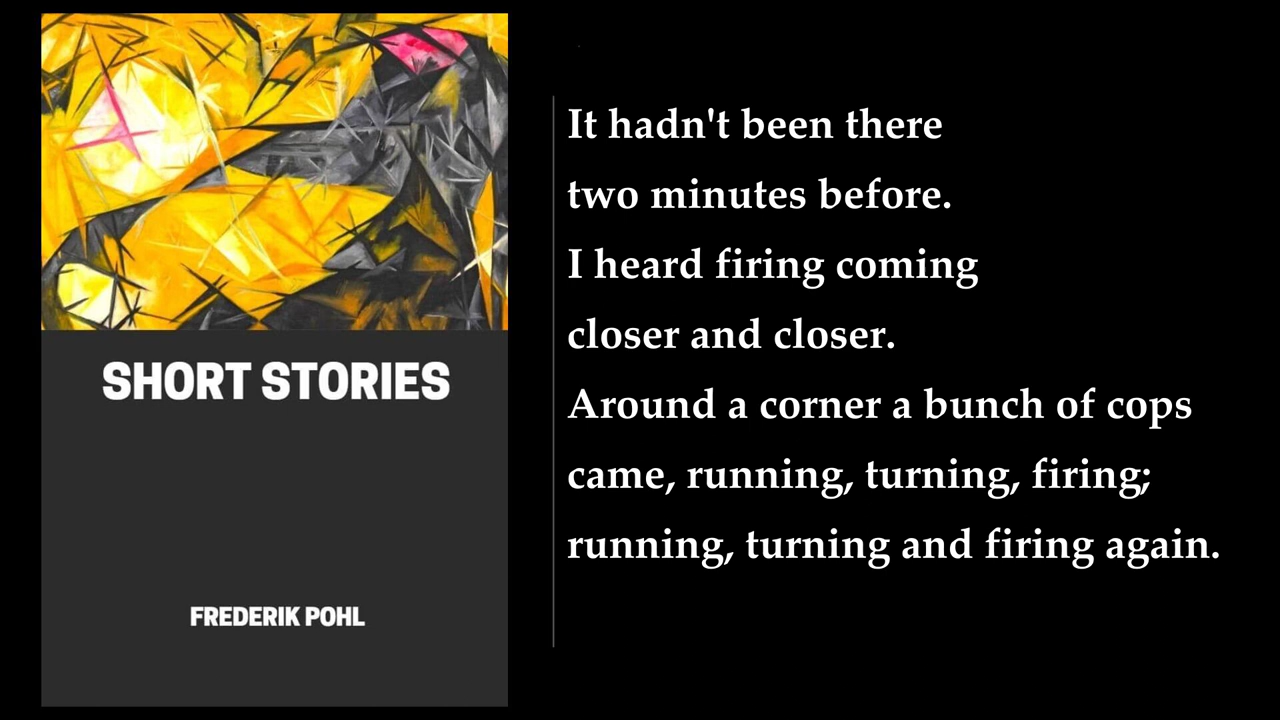 SHORT STORIES
FREDERIK POHL
It hadn't been there
two minutes before.
I heard firing coming
closer and closer.
Around a corner a bunch of cops
came, running, turning, firing;
running, turning and firing again.